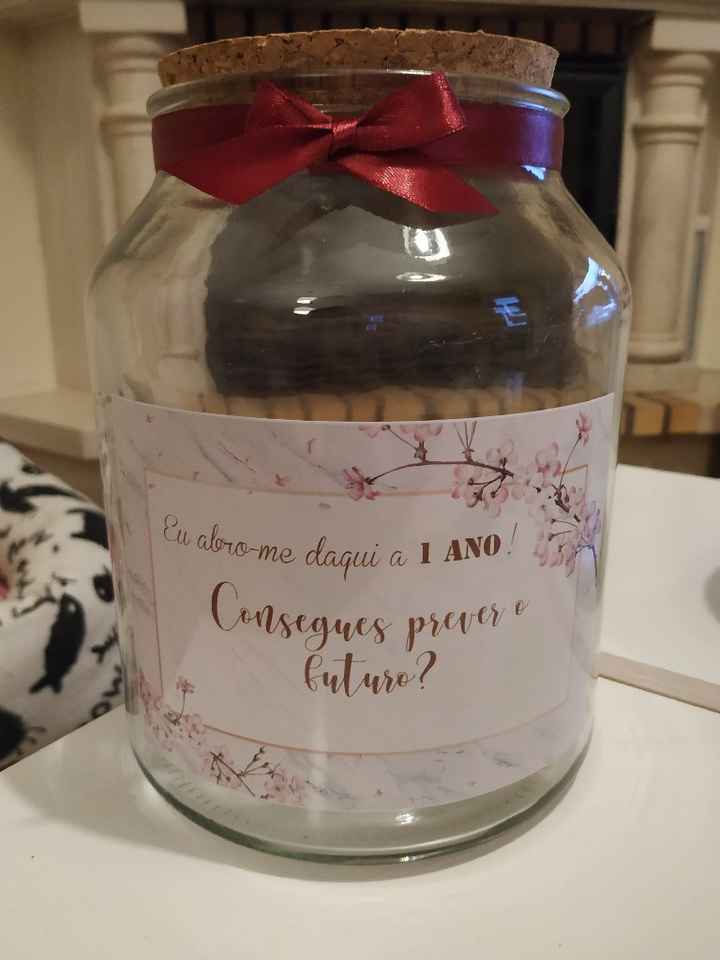 Eu abro-me daqui a 1 ANO!
Consegues prever o
futuro?